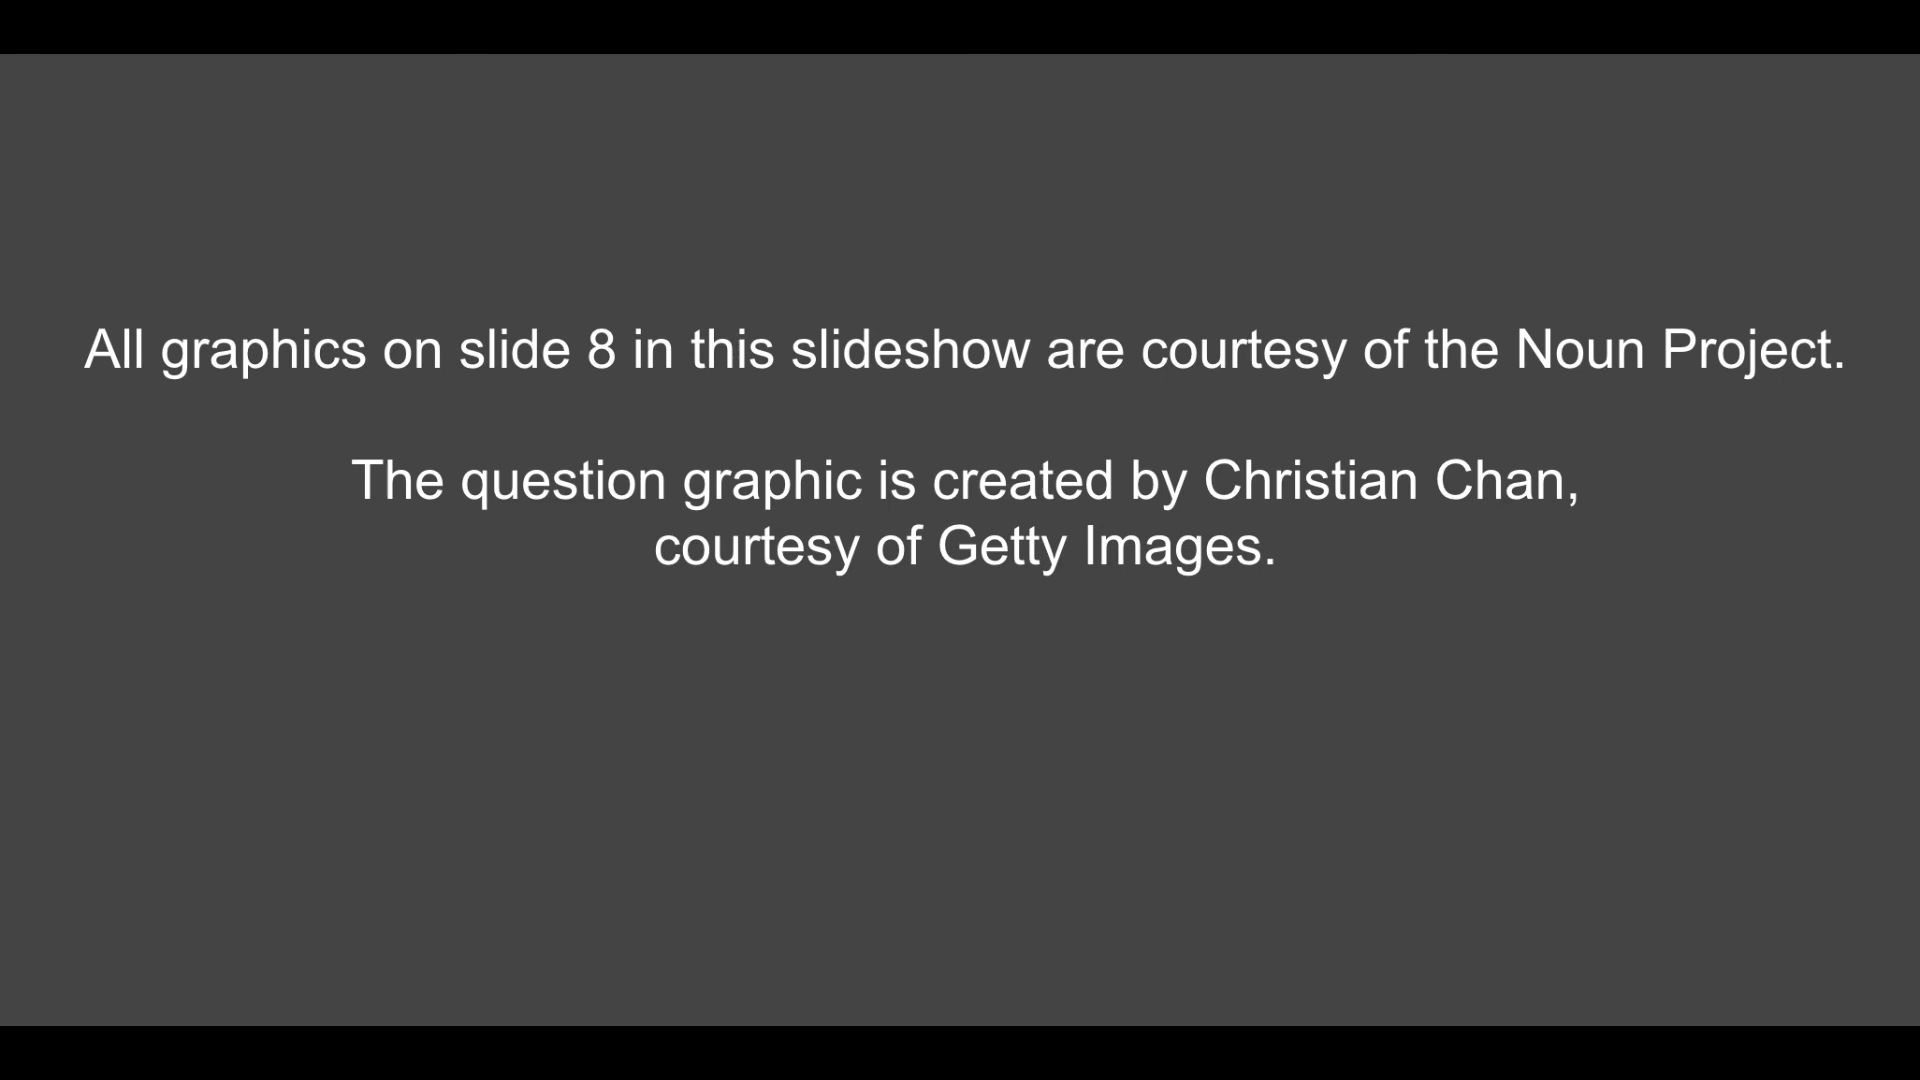 All graphics on slide 8 in this slideshow are courtesy of the Noun Project.
The question graphic is created by Christian Chan,
courtesy of Getty Images.